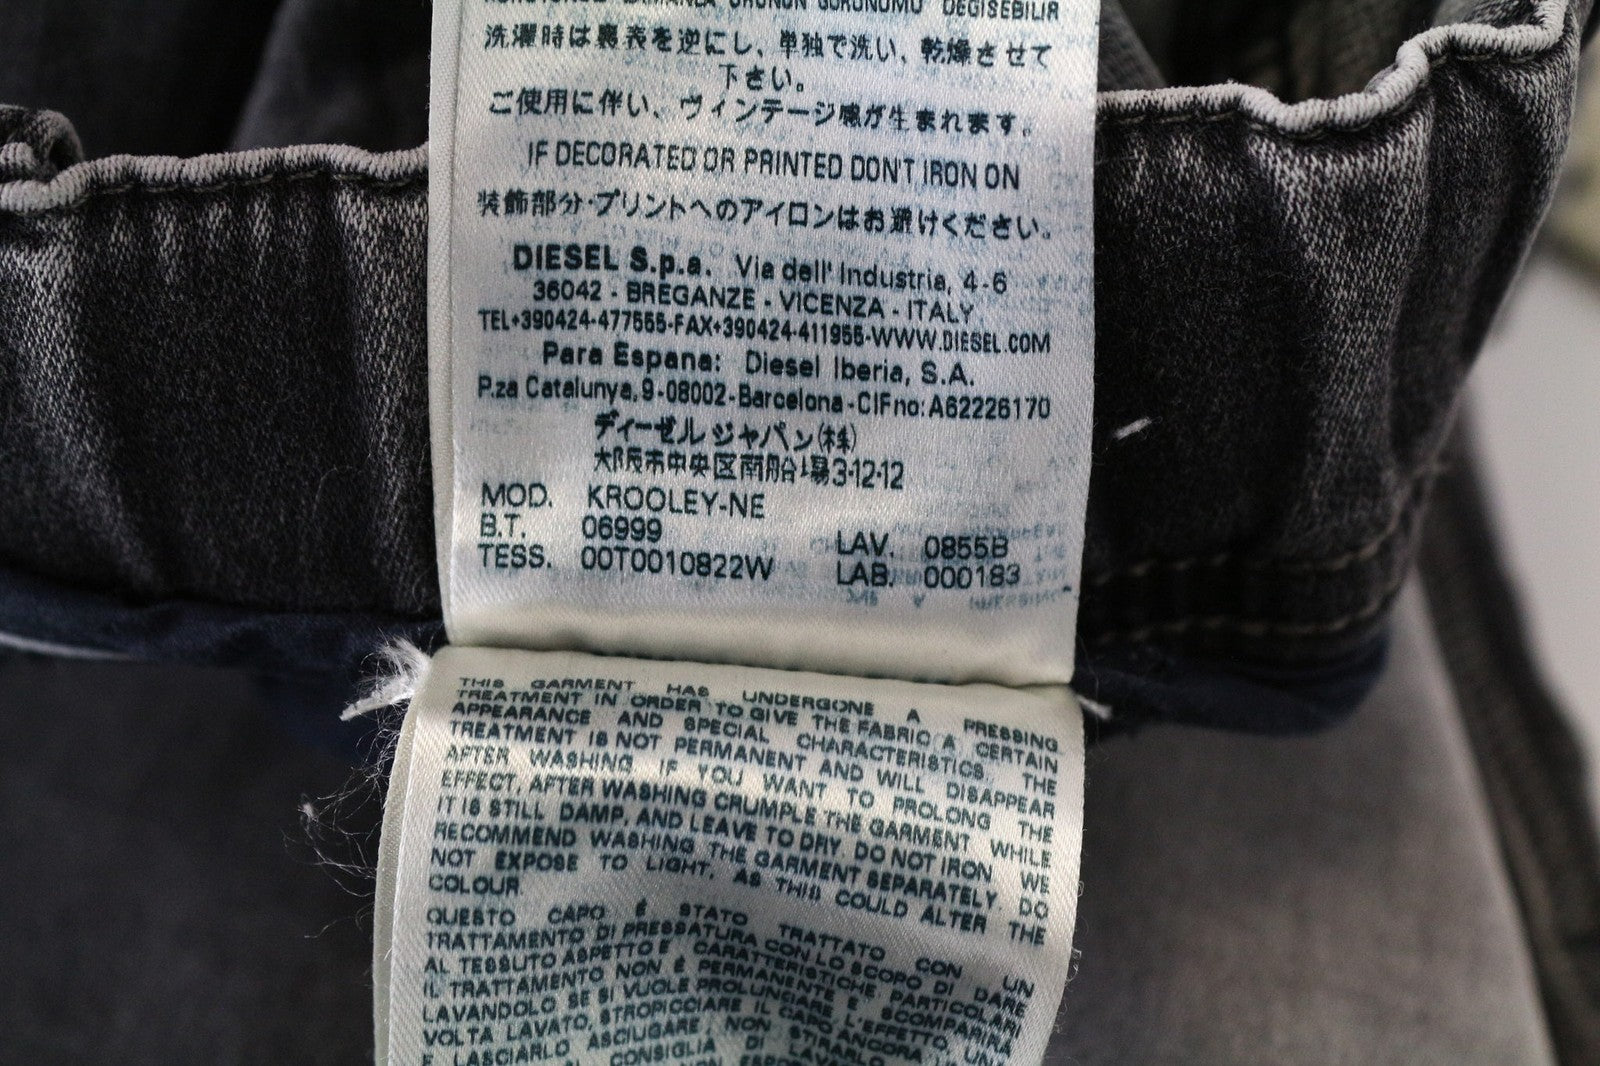 ÜRÜNÜN GÖRÜNÜMÜ DEGISEBILIR
洗濯時は裏表を逆にし、単独で洗い、乾燥させて
下さい。
ご使用に伴い、ヴィンテージ感が生まれます。
IF DECORATED OR PRINTED DON'T IRON ON
装飾部分・プリントへのアイロンはお避けください。
DIESEL S.p.a. Via dell' Industria, 4-6
36042 - BREGANZE - VICENZA - ITALY
TEL+390424-477555-FAX+390424-411955-WWW.DIESEL.COM
Para Espana: Diesel Iberia, S.A.
P.za Catalunya,9-08002-Barcelona-CIFno:A62226170
ディーゼルジャパン(株)
大阪市中央区南船場3-12-12
MOD. KROOLEY-NE
B.T. 06999 LAV. 0855B
TESS. 00T0010822W LAB. 000183
THIS GARMENT HAS UNDERGONE A PRESSING
TREATMENT IN ORDER TO GIVE THE FABRIC A CERTAIN
APPEARANCE AND SPECIAL CHARACTERISTICS. THE
TREATMENT IS NOT PERMANENT AND WILL DISAPPEAR
AFTER WASHING. IF YOU WANT TO PROLONG THE
EFFECT, AFTER WASHING CRUMPLE THE GARMENT WHILE
IT IS STILL DAMP, AND LEAVE TO DRY. DO NOT IRON. WE
RECOMMEND WASHING THE GARMENT SEPARATELY. DO
NOT EXPOSE TO LIGHT, AS THIS COULD ALTER THE
COLOUR.
QUESTO CAPO É STATO TRATTATO CON UN
TRATTAMENTO DI PRESSATURA CON LO SCOPO DI DARE
AL TESSUTO ASPETTO E CARATTERISTICHE PARTICOLARI
IL TRATTAMENTO NON É PERMANENTE E SCOMPARIRA
LAVANDOLO. SE SI VUOLE PROLUNGARE L'EFFETTO, UNA
VOLTA LAVATO, STROPICCIARE IL CAPO ANCORA
E LASCIARLO ASCIUGARE, NON STIRARLO.
CONSIGLIA DI